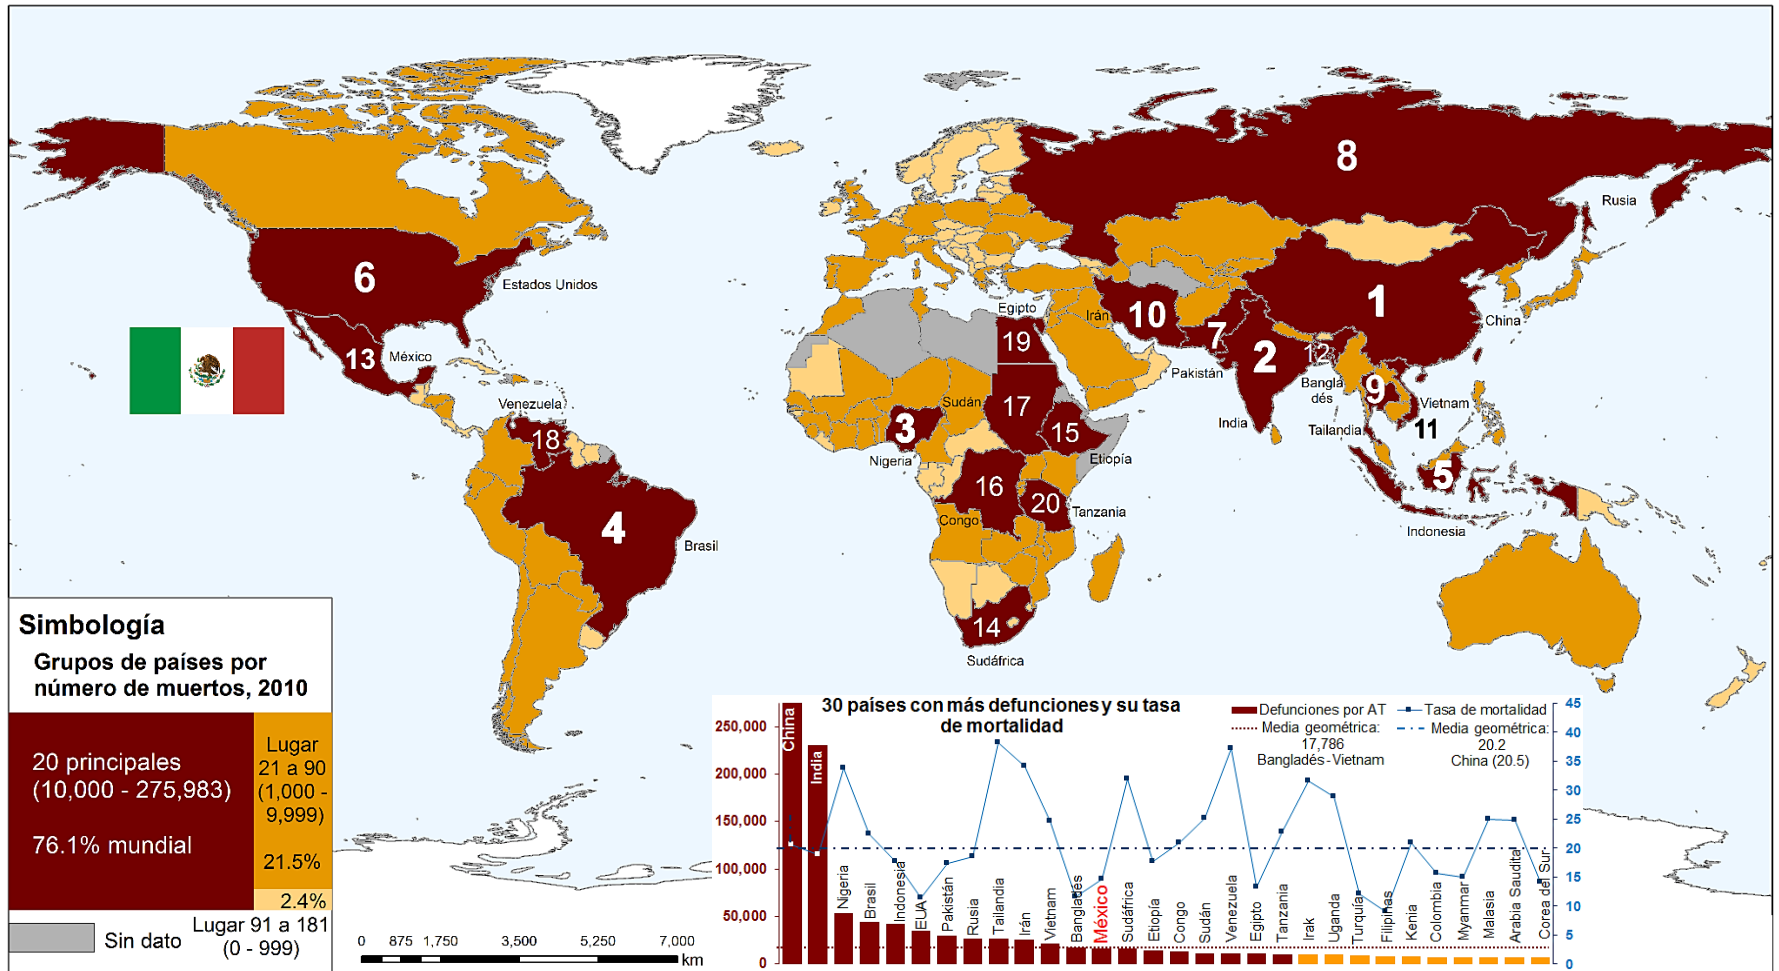 8
Rusia
6
Estados Unidos
1
China
Egipto
Irán
10
7
19
2
12
13
México
Pakistán
Bangla
dés
9
Vietnam
Venezuela
18
Sudán
17
3
15
India
Tailandia
11
Nigeria
Etiopía
16
5
20
Tanzania
Congo
4
Brasil
Indonesia
14
Sudáfrica
Simbología
Grupos de países por
número de muertos, 2010
20 principales
(10,000 - 275,983)
76.1% mundial
Lugar
21 a 90
(1,000 -
9,999)
21.5%
2.4%
Sin dato
Lugar 91 a 181
(0 - 999)
0 875 1,750 3,500 5,250 7,000
km
30 países con más defunciones y su tasa
de mortalidad
Defunciones por AT
Media geométrica:
17,786
Bangladés-Vietnam
Tasa de mortalidad
Media geométrica:
20.2
China (20.5)
250,000
200,000
150,000
100,000
50,000
0
45
40
35
30
25
20
15
10
5
0
China
India
Nigeria
Brasil
Indonesia
EUA
Pakistán
Rusia
Tailandia
Irán
Vietnam
Bangladés
México
Sudáfrica
Etiopía
Congo
Sudán
Venezuela
Egipto
Tanzania
Irak
Uganda
Turquía
Filipinas
Kenia
Colombia
Myanmar
Malasia
Arabia Saudita
Corea del Sur